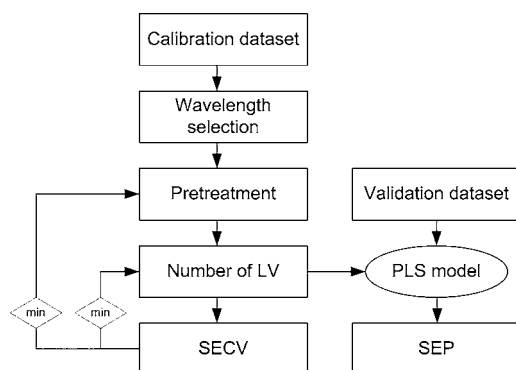 Calibration dataset
Wavelength
selection
Pretreatment
Validation dataset
Number of LV
PLS model
min
min
SECV
SEP